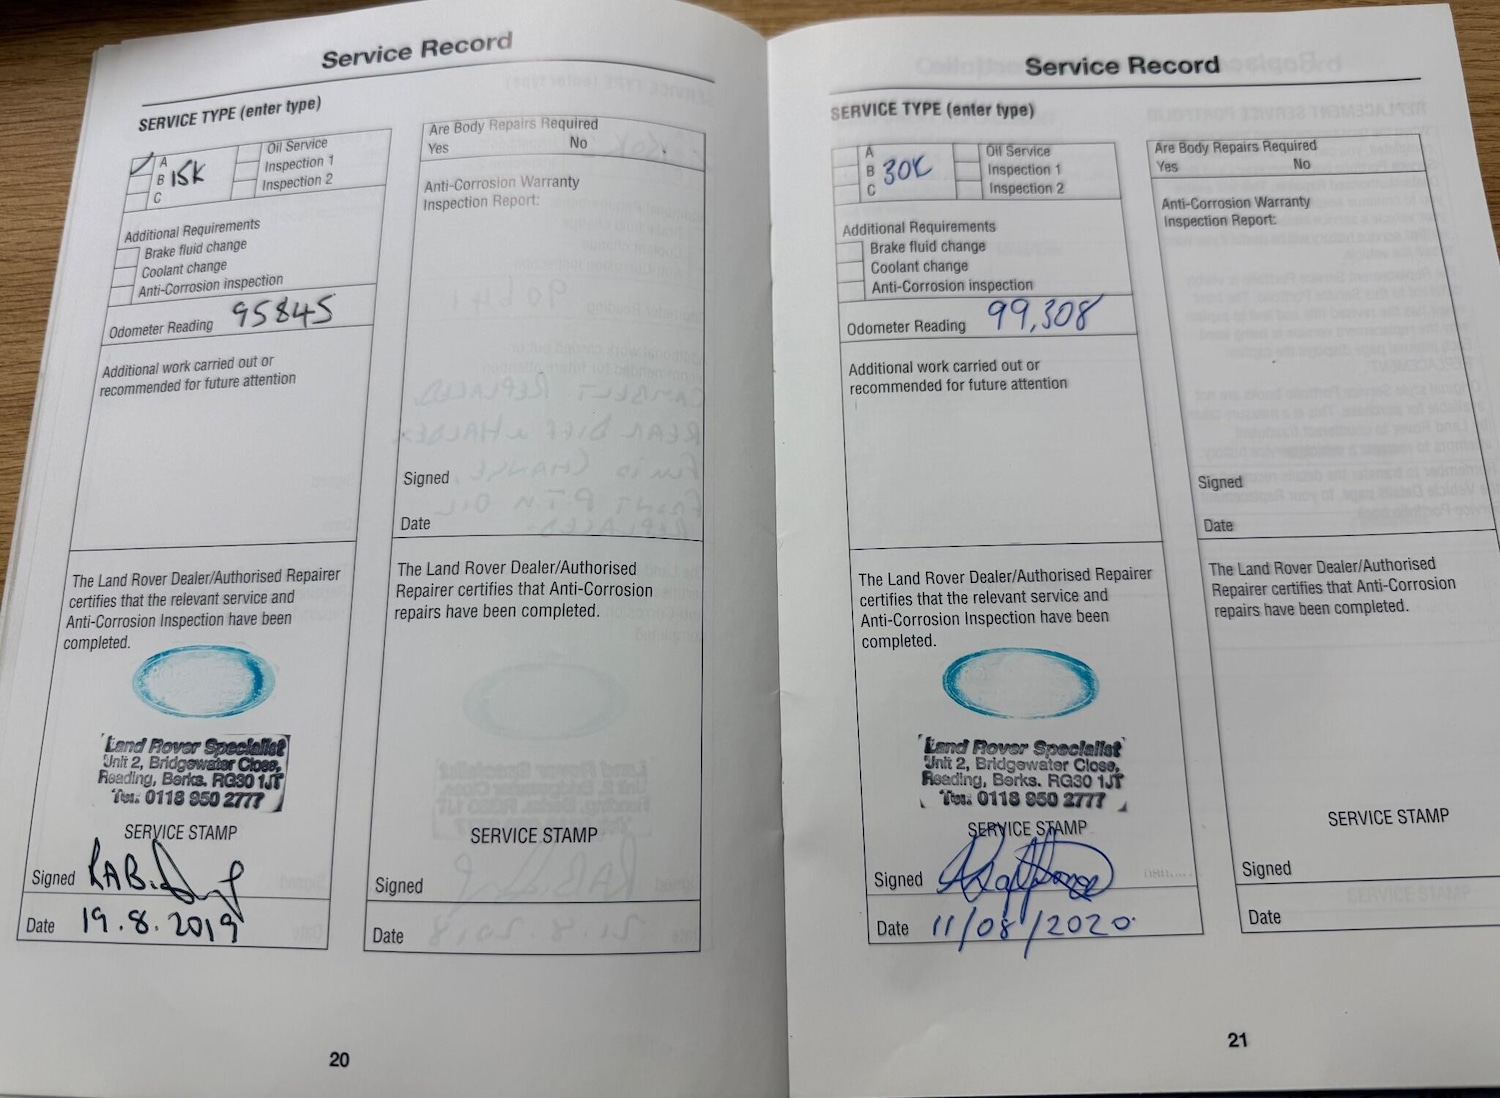 Service Record
SERVICE TYPE (enter type)
A
B 15K
C
Oil Service
Inspection 1
Inspection 2
Additional Requirements
Brake fluid change
Coolant change
Anti-Corrosion inspection
Odometer Reading 95845
Additional work carried out or
recommended for future attention
The Land Rover Dealer/Authorised Repairer
certifies that the relevant service and
Anti-Corrosion Inspection have been
completed.
Land Rover Specialist
Unit 2, Bridgewater Close,
Reading, Berks. RG30 1JT
Tel: 0118 950 2777
SERVICE STAMP
Signed
Date 19.8.2019
Are Body Repairs Required
Yes No
Anti-Corrosion Warranty
Inspection Report:
Signed
Date
The Land Rover Dealer/Authorised
Repairer certifies that Anti-Corrosion
repairs have been completed.
SERVICE STAMP
Signed
Date
20
Service Record
SERVICE TYPE (enter type)
A
B 30K
C
Oil Service
Inspection 1
Inspection 2
Additional Requirements
Brake fluid change
Coolant change
Anti-Corrosion inspection
Odometer Reading 99,308
Additional work carried out or
recommended for future attention
The Land Rover Dealer/Authorised Repairer
certifies that the relevant service and
Anti-Corrosion Inspection have been
completed.
Land Rover Specialist
Unit 2, Bridgewater Close,
Reading, Berks. RG30 1JT
Tel: 0118 950 2777
SERVICE STAMP
Signed
Date 11/08/2020
Are Body Repairs Required
Yes No
Anti-Corrosion Warranty
Inspection Report:
Signed
Date
The Land Rover Dealer/Authorised
Repairer certifies that Anti-Corrosion
repairs have been completed.
SERVICE STAMP
Signed
Date
21